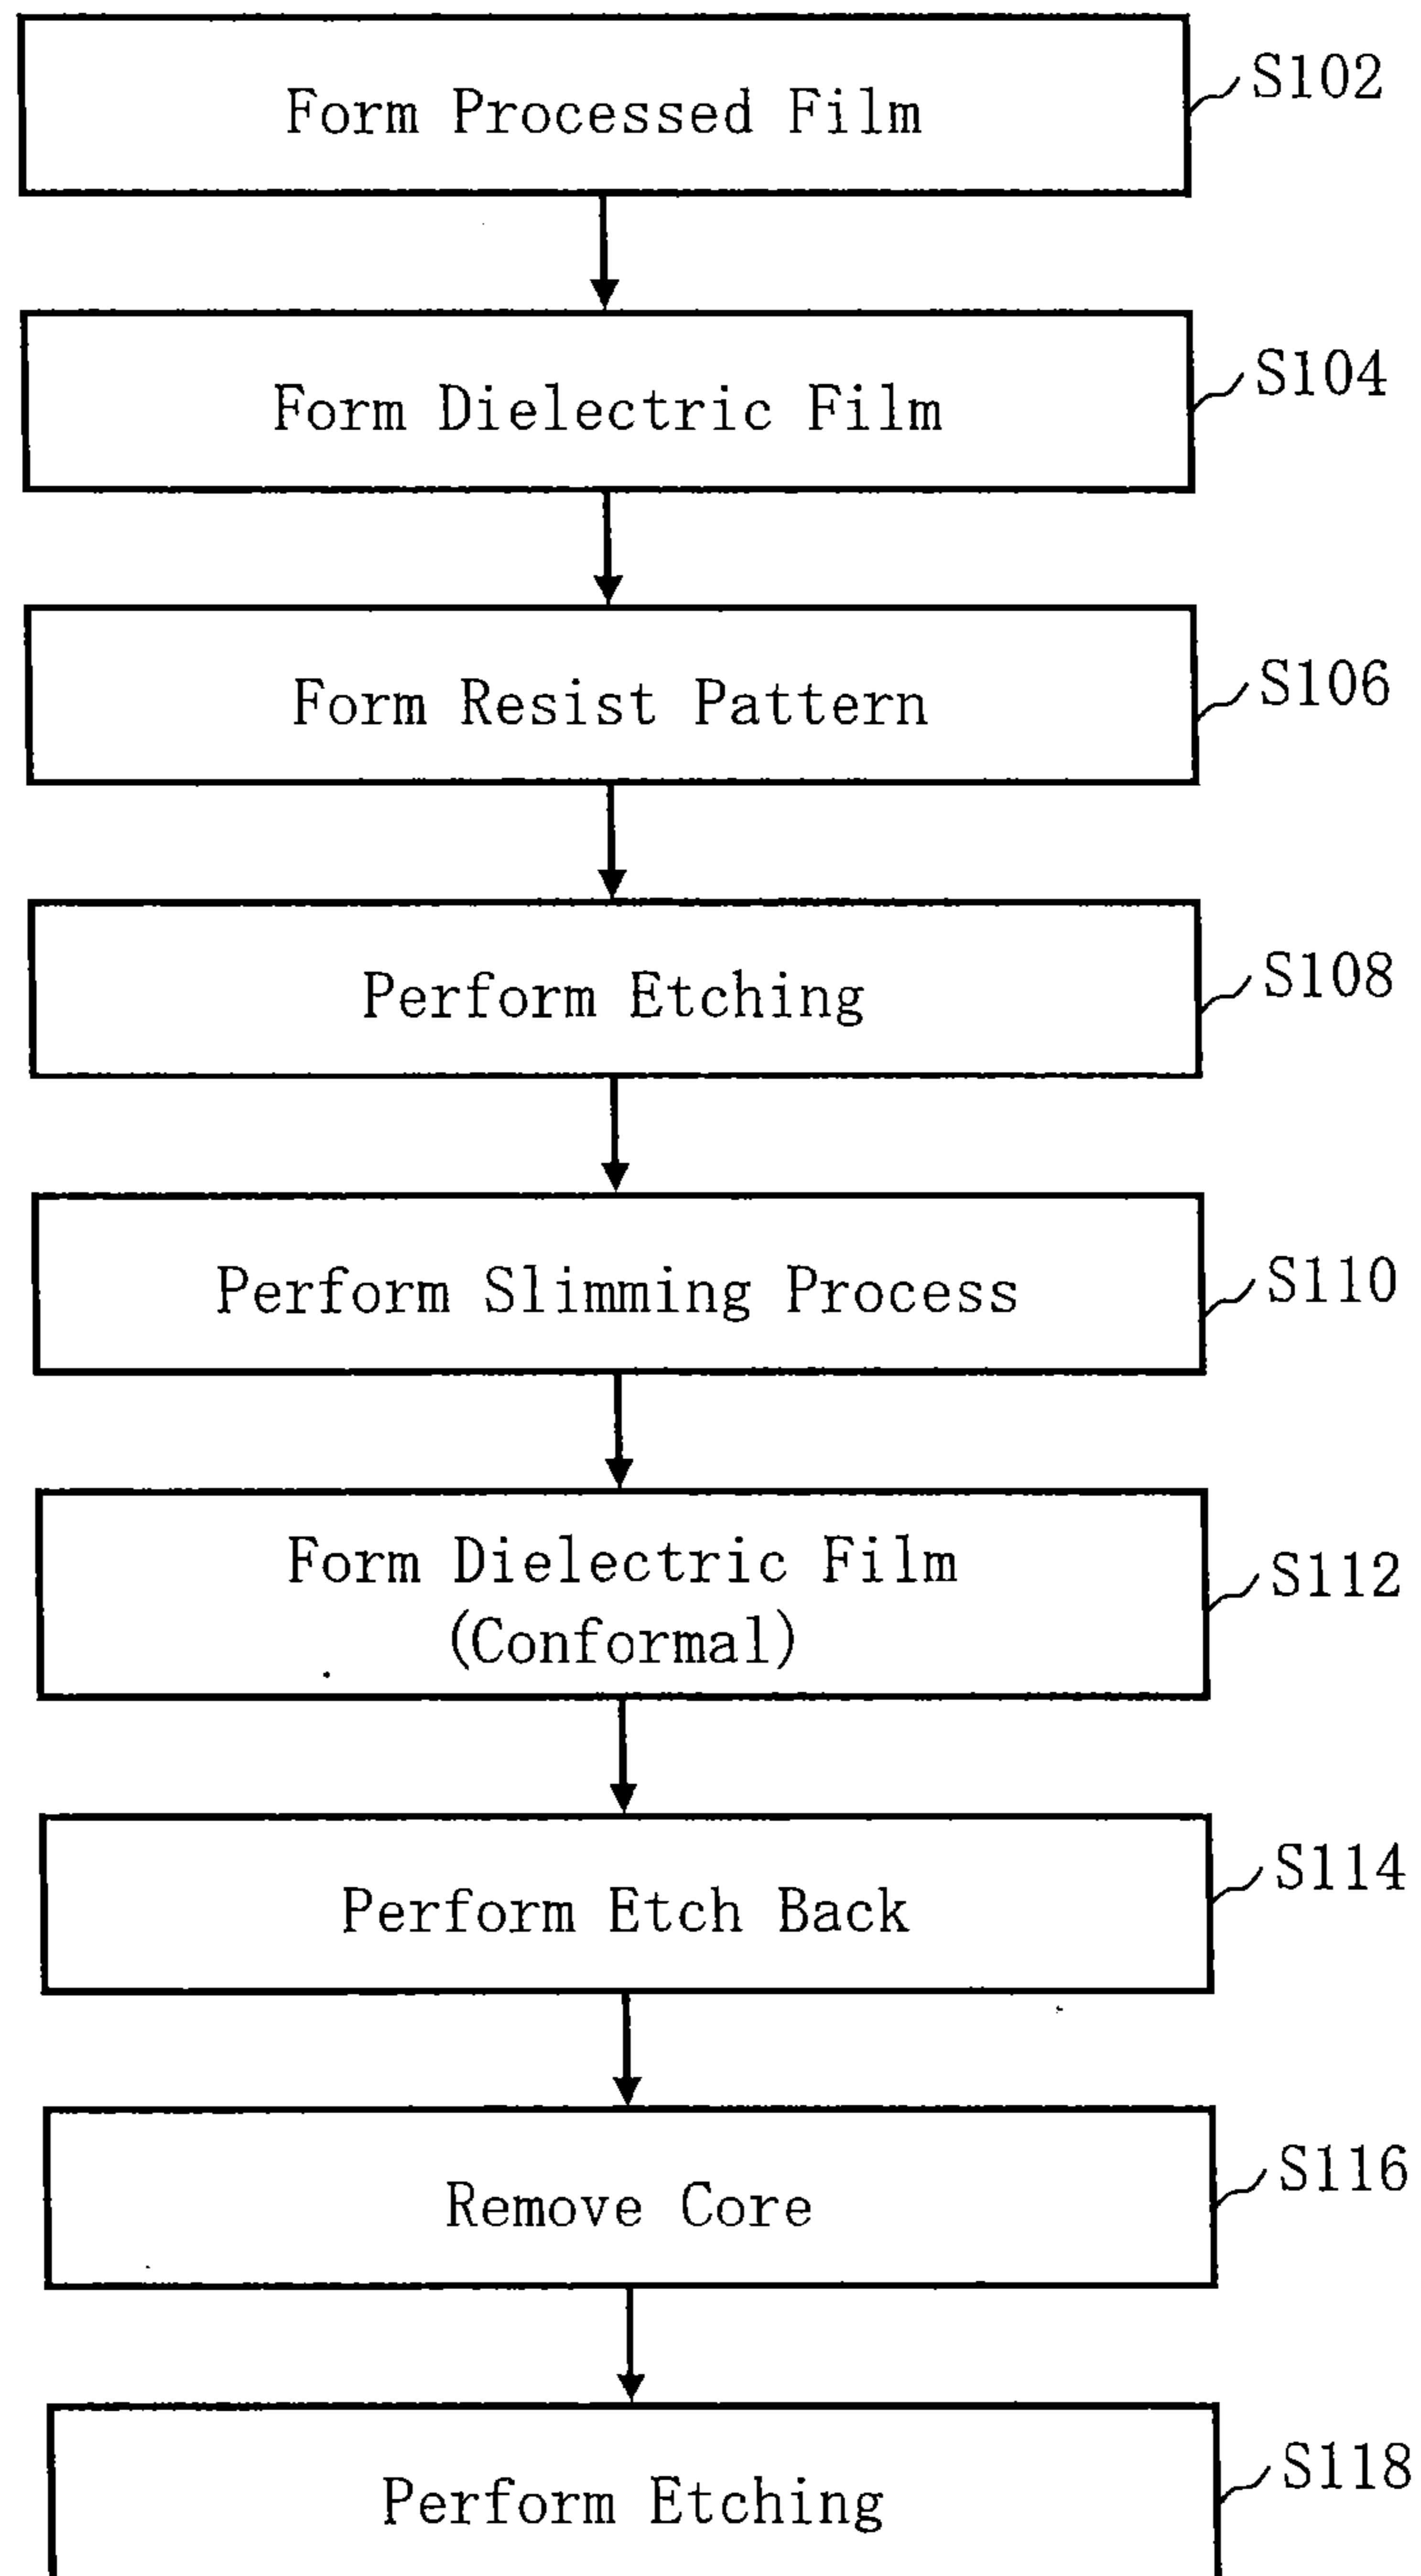 Form Processed Film
S102
Form Dielectric Film
S104
Form Resist Pattern
S106
Perform Etching
S108
Perform Slimming Process
S110
Form Dielectric Film
(Conformal)
S112
Perform Etch Back
S114
Remove Core
S116
Perform Etching
S118